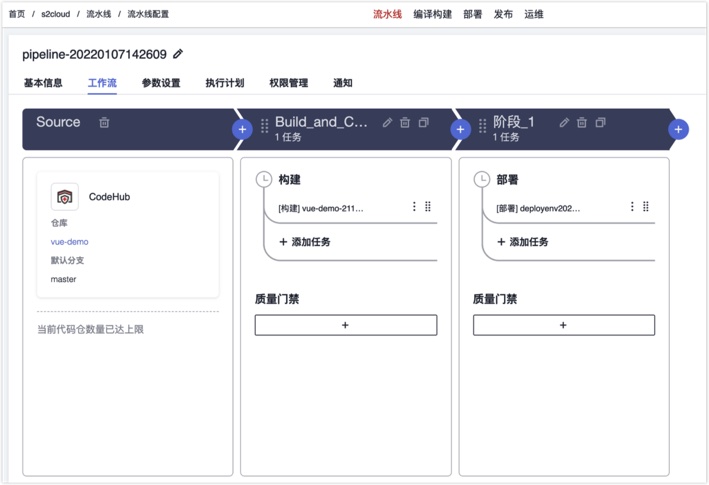 首页 / s2cloud / 流水线 / 流水线配置
流水线 编译构建 部署 发布 运维
pipeline-20220107142609
基本信息 工作流 参数设置 执行计划 权限管理 通知
Source
Build_and_C...
1 任务
阶段_1
1 任务
CodeHub
仓库
vue-demo
默认分支
master
当前代码仓数量已达上限
构建
[构建] vue-demo-211...
+ 添加任务
质量门禁
+
部署
[部署] deployenv202...
+ 添加任务
质量门禁
+